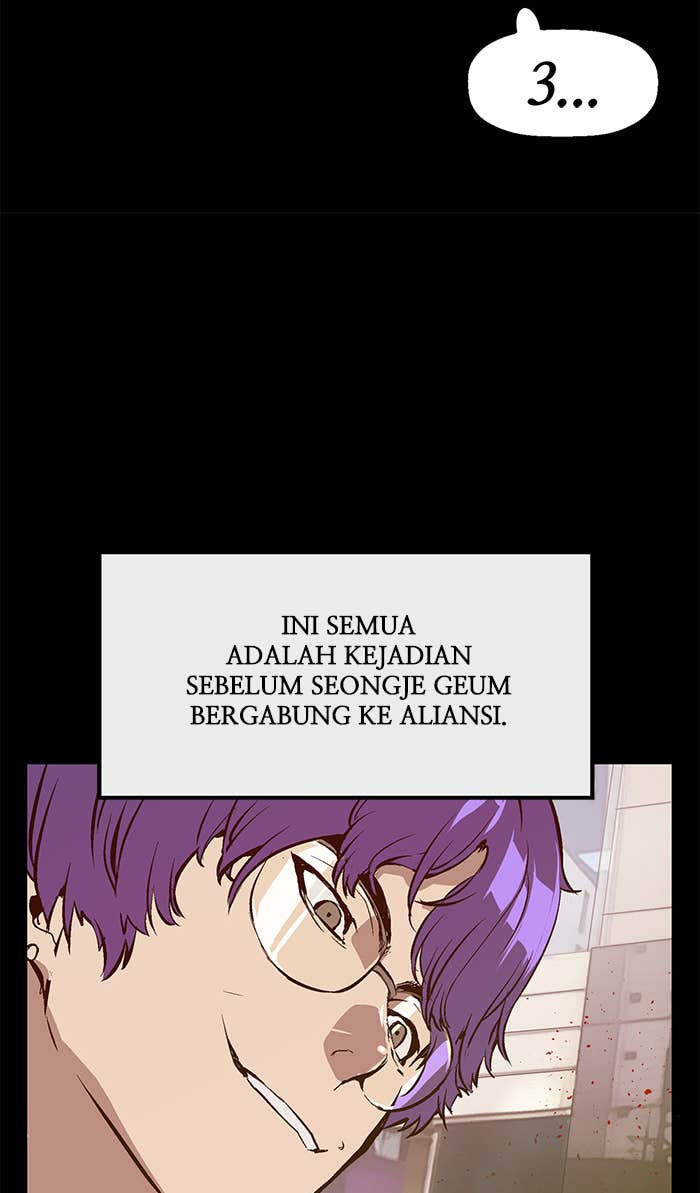 3...
INI SEMUA
ADALAH KEJADIAN
SEBELUM SEONGJE GEUM
BERGABUNG KE ALIANSI.